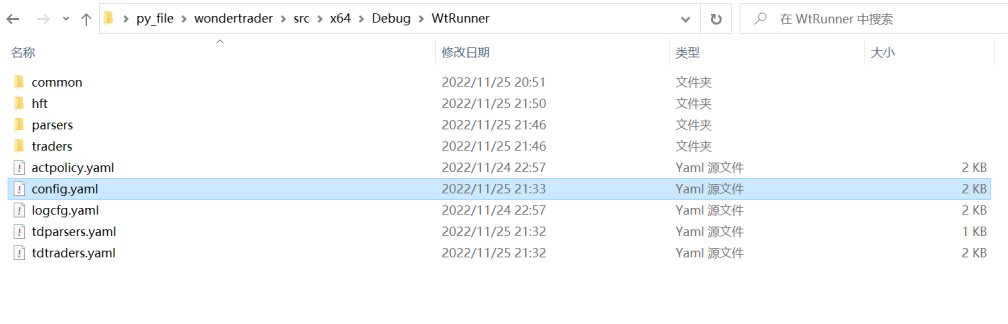 py_file > wondertrader > src > x64 > Debug > WtRunner 在 WtRunner 中搜索
名称 修改日期 类型 大小
common 2022/11/25 20:51 文件夹
hft 2022/11/25 21:50 文件夹
parsers 2022/11/25 21:46 文件夹
traders 2022/11/25 21:46 文件夹
actpolicy.yaml 2022/11/24 22:57 Yaml 源文件 2 KB
config.yaml 2022/11/25 21:33 Yaml 源文件 2 KB
logcfg.yaml 2022/11/24 22:57 Yaml 源文件 2 KB
tdparsers.yaml 2022/11/25 21:32 Yaml 源文件 1 KB
tdtraders.yaml 2022/11/25 21:32 Yaml 源文件 2 KB